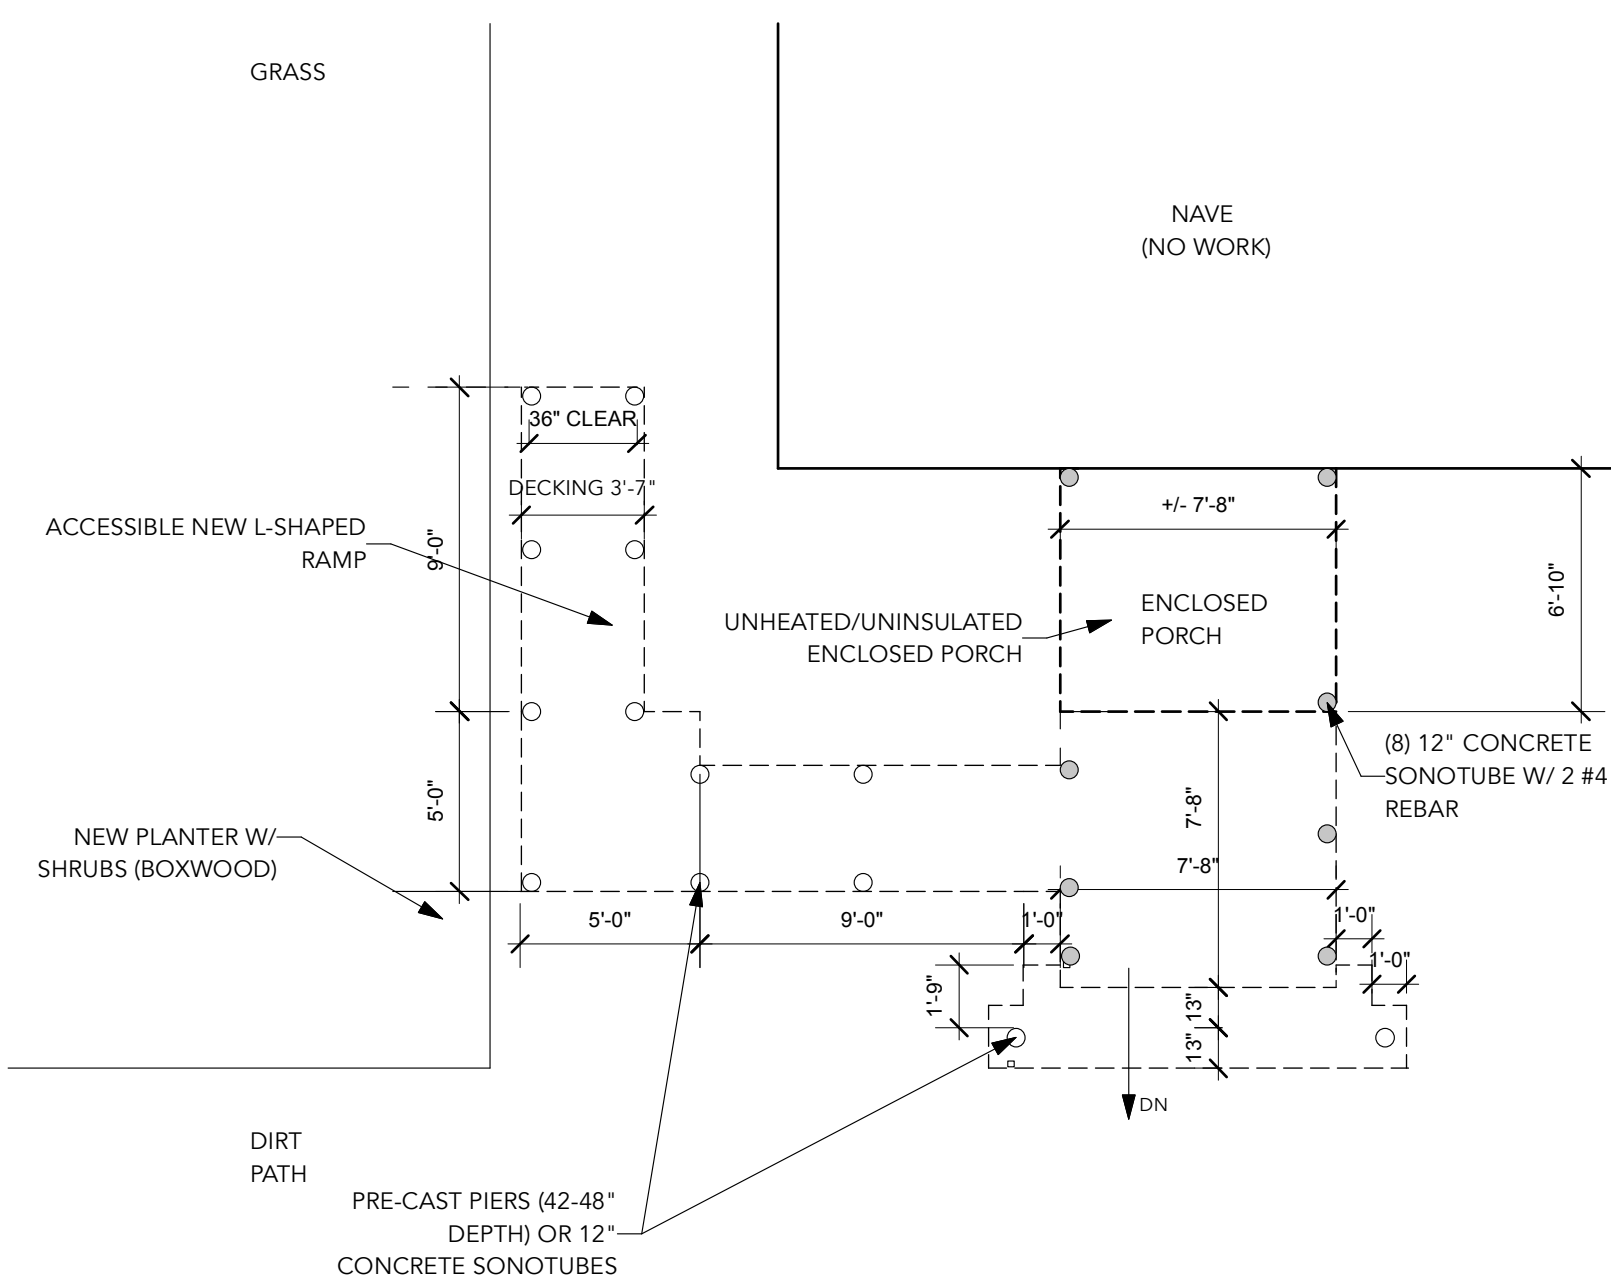 GRASS
NAVE
(NO WORK)
36" CLEAR
DECKING 3'-7"
+/- 7'-8"
ACCESSIBLE NEW L-SHAPED
RAMP
9'-0"
6'-10"
UNHEATED/UNINSULATED
ENCLOSED PORCH
ENCLOSED
PORCH
(8) 12" CONCRETE
SONOTUBE W/ 2 #4
REBAR
5'-0"
7'-8"
7'-8"
NEW PLANTER W/
SHRUBS (BOXWOOD)
5'-0"
9'-0"
1'-0"
1'-0"
1'-0"
1'-9"
13"
13"
DN
DIRT
PATH
PRE-CAST PIERS (42-48"
DEPTH) OR 12"
CONCRETE SONOTUBES